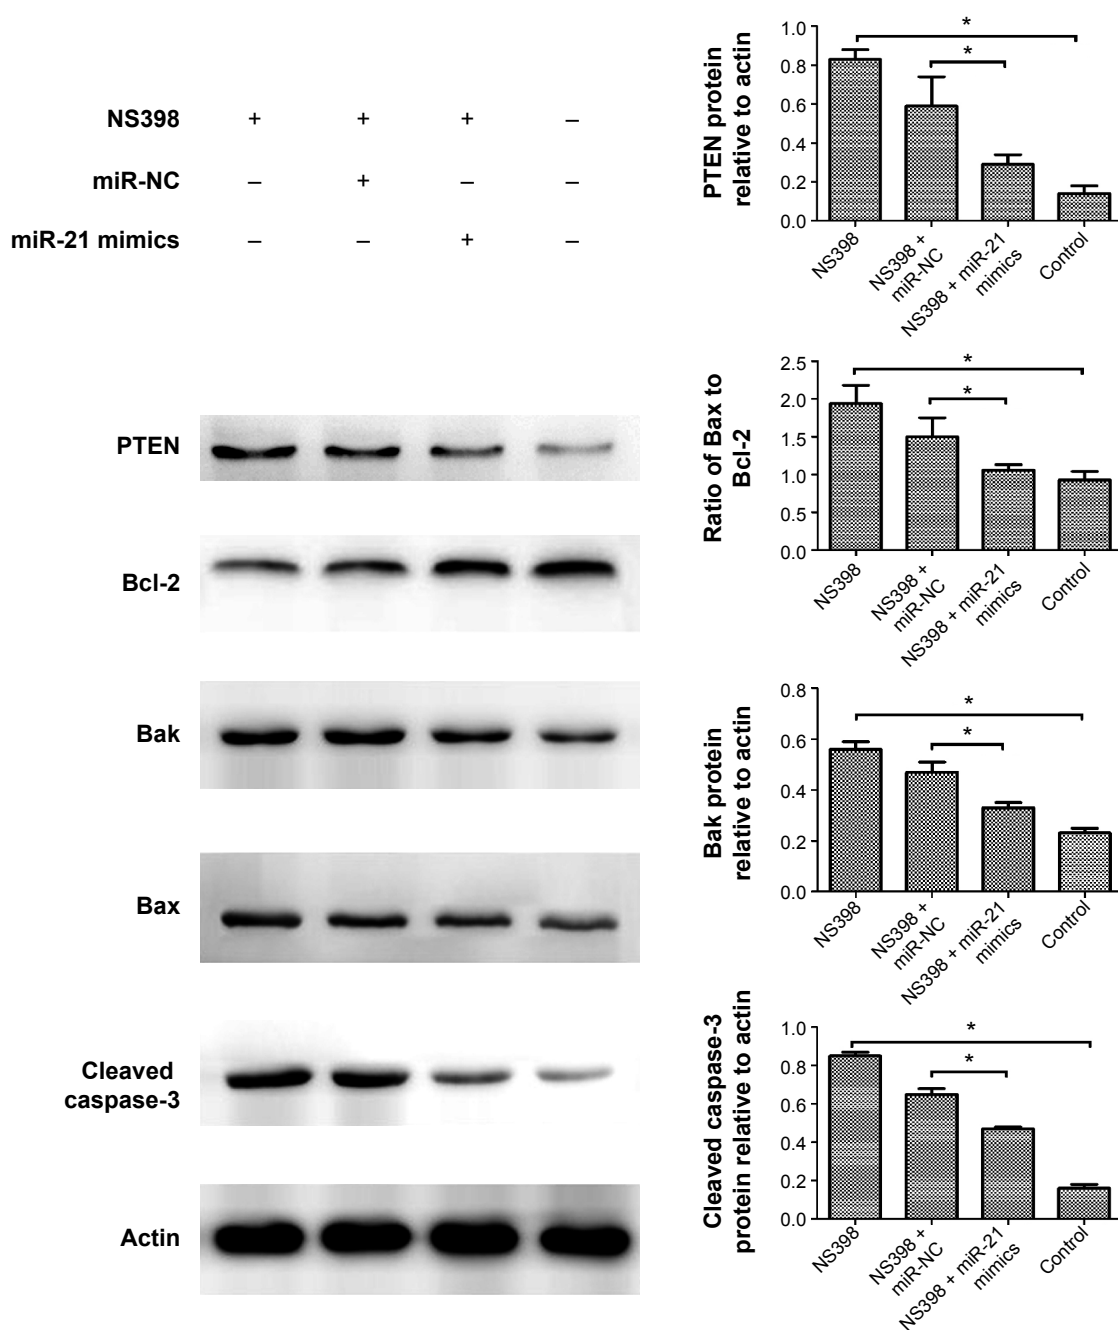 NS398 + + + –
miR-NC – + – –
miR-21 mimics – – + –
PTEN
Bcl-2
Bak
Bax
Cleaved
caspase-3
Actin
PTEN protein
relative to actin
1.0
0.8
0.6
0.4
0.2
0.0
*
*
NS398
NS398 +
miR-NC
NS398 + miR-21
mimics
Control
Ratio of Bax to
Bcl-2
2.5
2.0
1.5
1.0
0.5
0.0
*
*
NS398
NS398 +
miR-NC
NS398 + miR-21
mimics
Control
Bak protein
relative to actin
0.8
0.6
0.4
0.2
0.0
*
*
NS398
NS398 +
miR-NC
NS398 + miR-21
mimics
Control
Cleaved caspase-3
protein relative to actin
1.0
0.8
0.6
0.4
0.2
0.0
*
*
NS398
NS398 +
miR-NC
NS398 + miR-21
mimics
Control